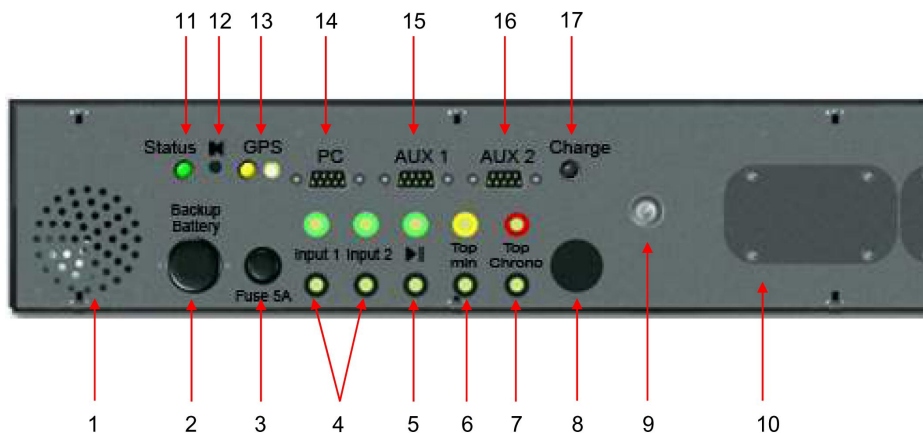 11 12 13 14 15 16 17
Status GPS PC AUX 1 AUX 2 Charge
Backup
Battery
Input 1 Input 2 Top
min Top
Chrono
Fuse 5A
1 2 3 4 5 6 7 8 9 10